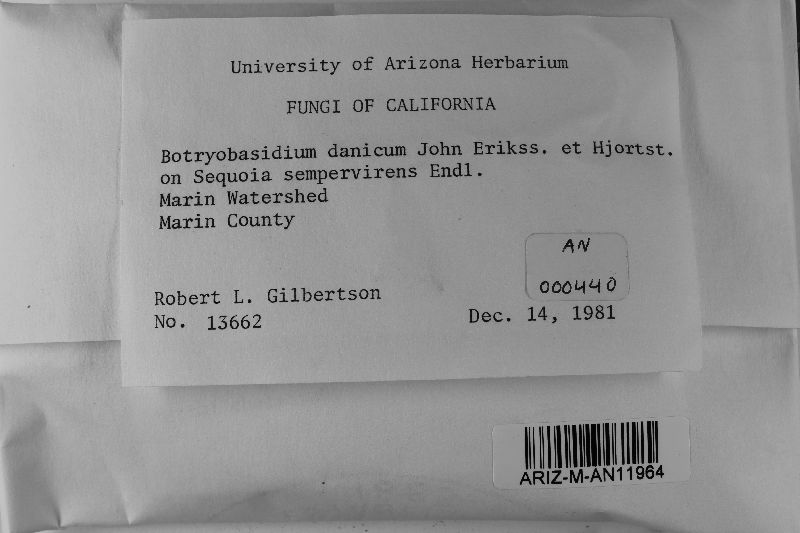 University of Arizona Herbarium
FUNGI OF CALIFORNIA
Botryobasidium danicum John Erikss. et Hjortst.
on Sequoia sempervirens Endl.
Marin Watershed
Marin County
AN
000440
Robert L. Gilbertson
No. 13662
Dec. 14, 1981
ARIZ-M-AN11964